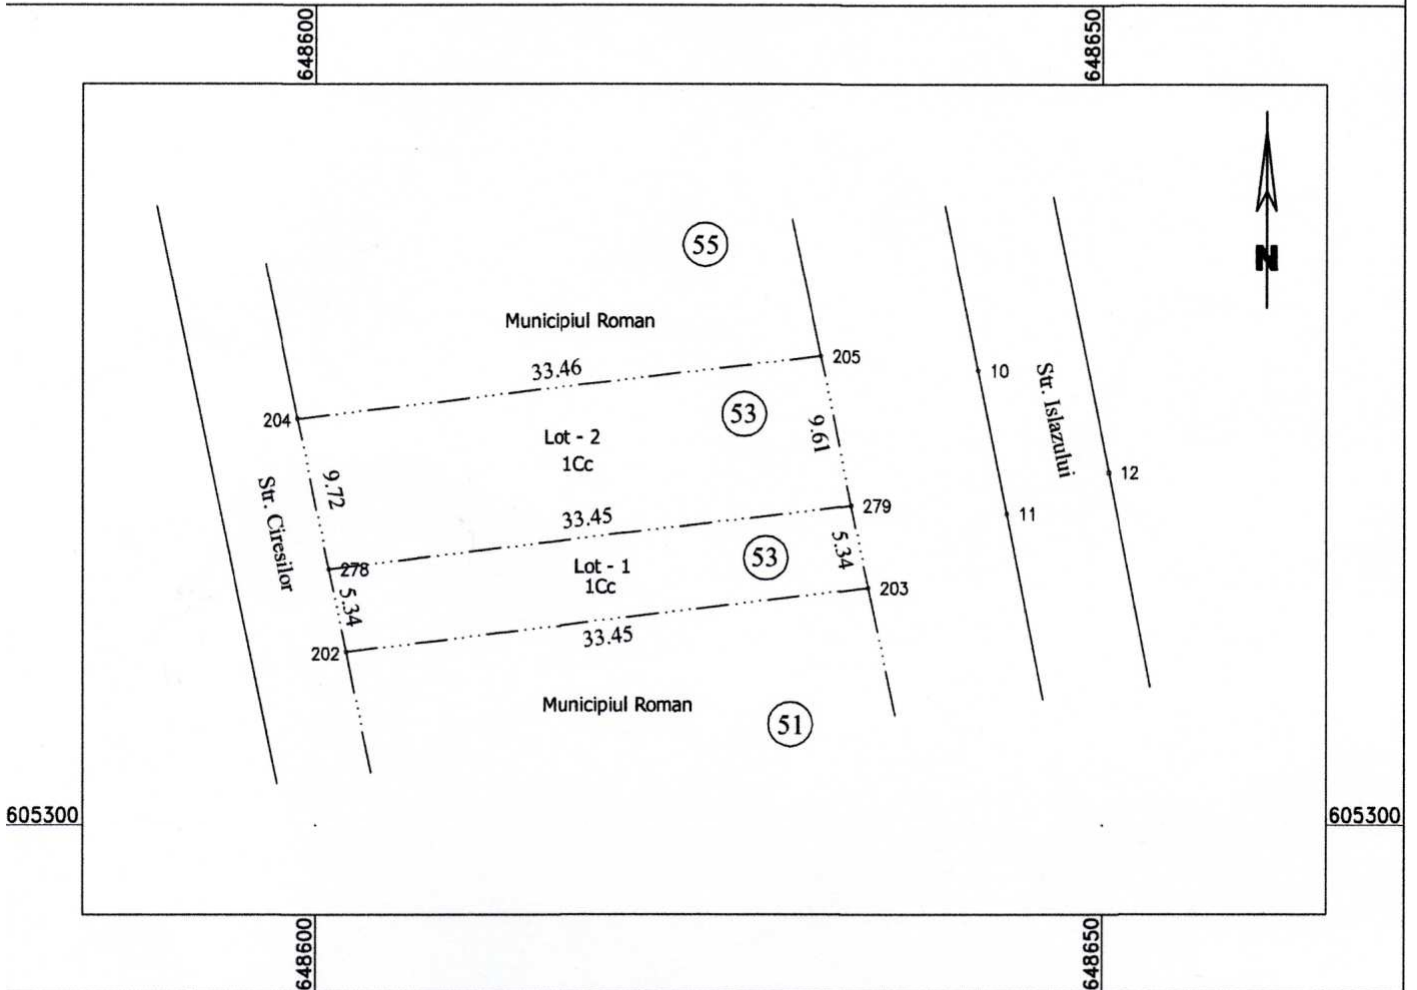 648600
648650
55
N
Municipiul Roman
33.46
205
10
Str. Islazului
204
53
Lot - 2
1Cc
9.61
12
9.72
Str. Ciresilor
33.45
279
11
278
Lot - 1
1Cc
53
5.34
5.34
203
202
33.45
Municipiul Roman
51
605300
605300
648600
648650